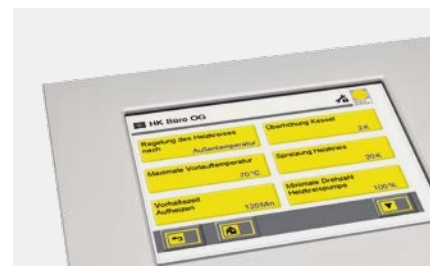 HK Büro OG
Regelung des Heizkreises
nach
Außentemperatur
Überhöhung Kessel
3 K
Maximale Vorlauftemperatur
70 °C
Spreizung Heizkreis
20 K
Vorhaltezeit
Aufheizen
120 Min
Minimale Drehzahl
Heizkreispumpe
100 %